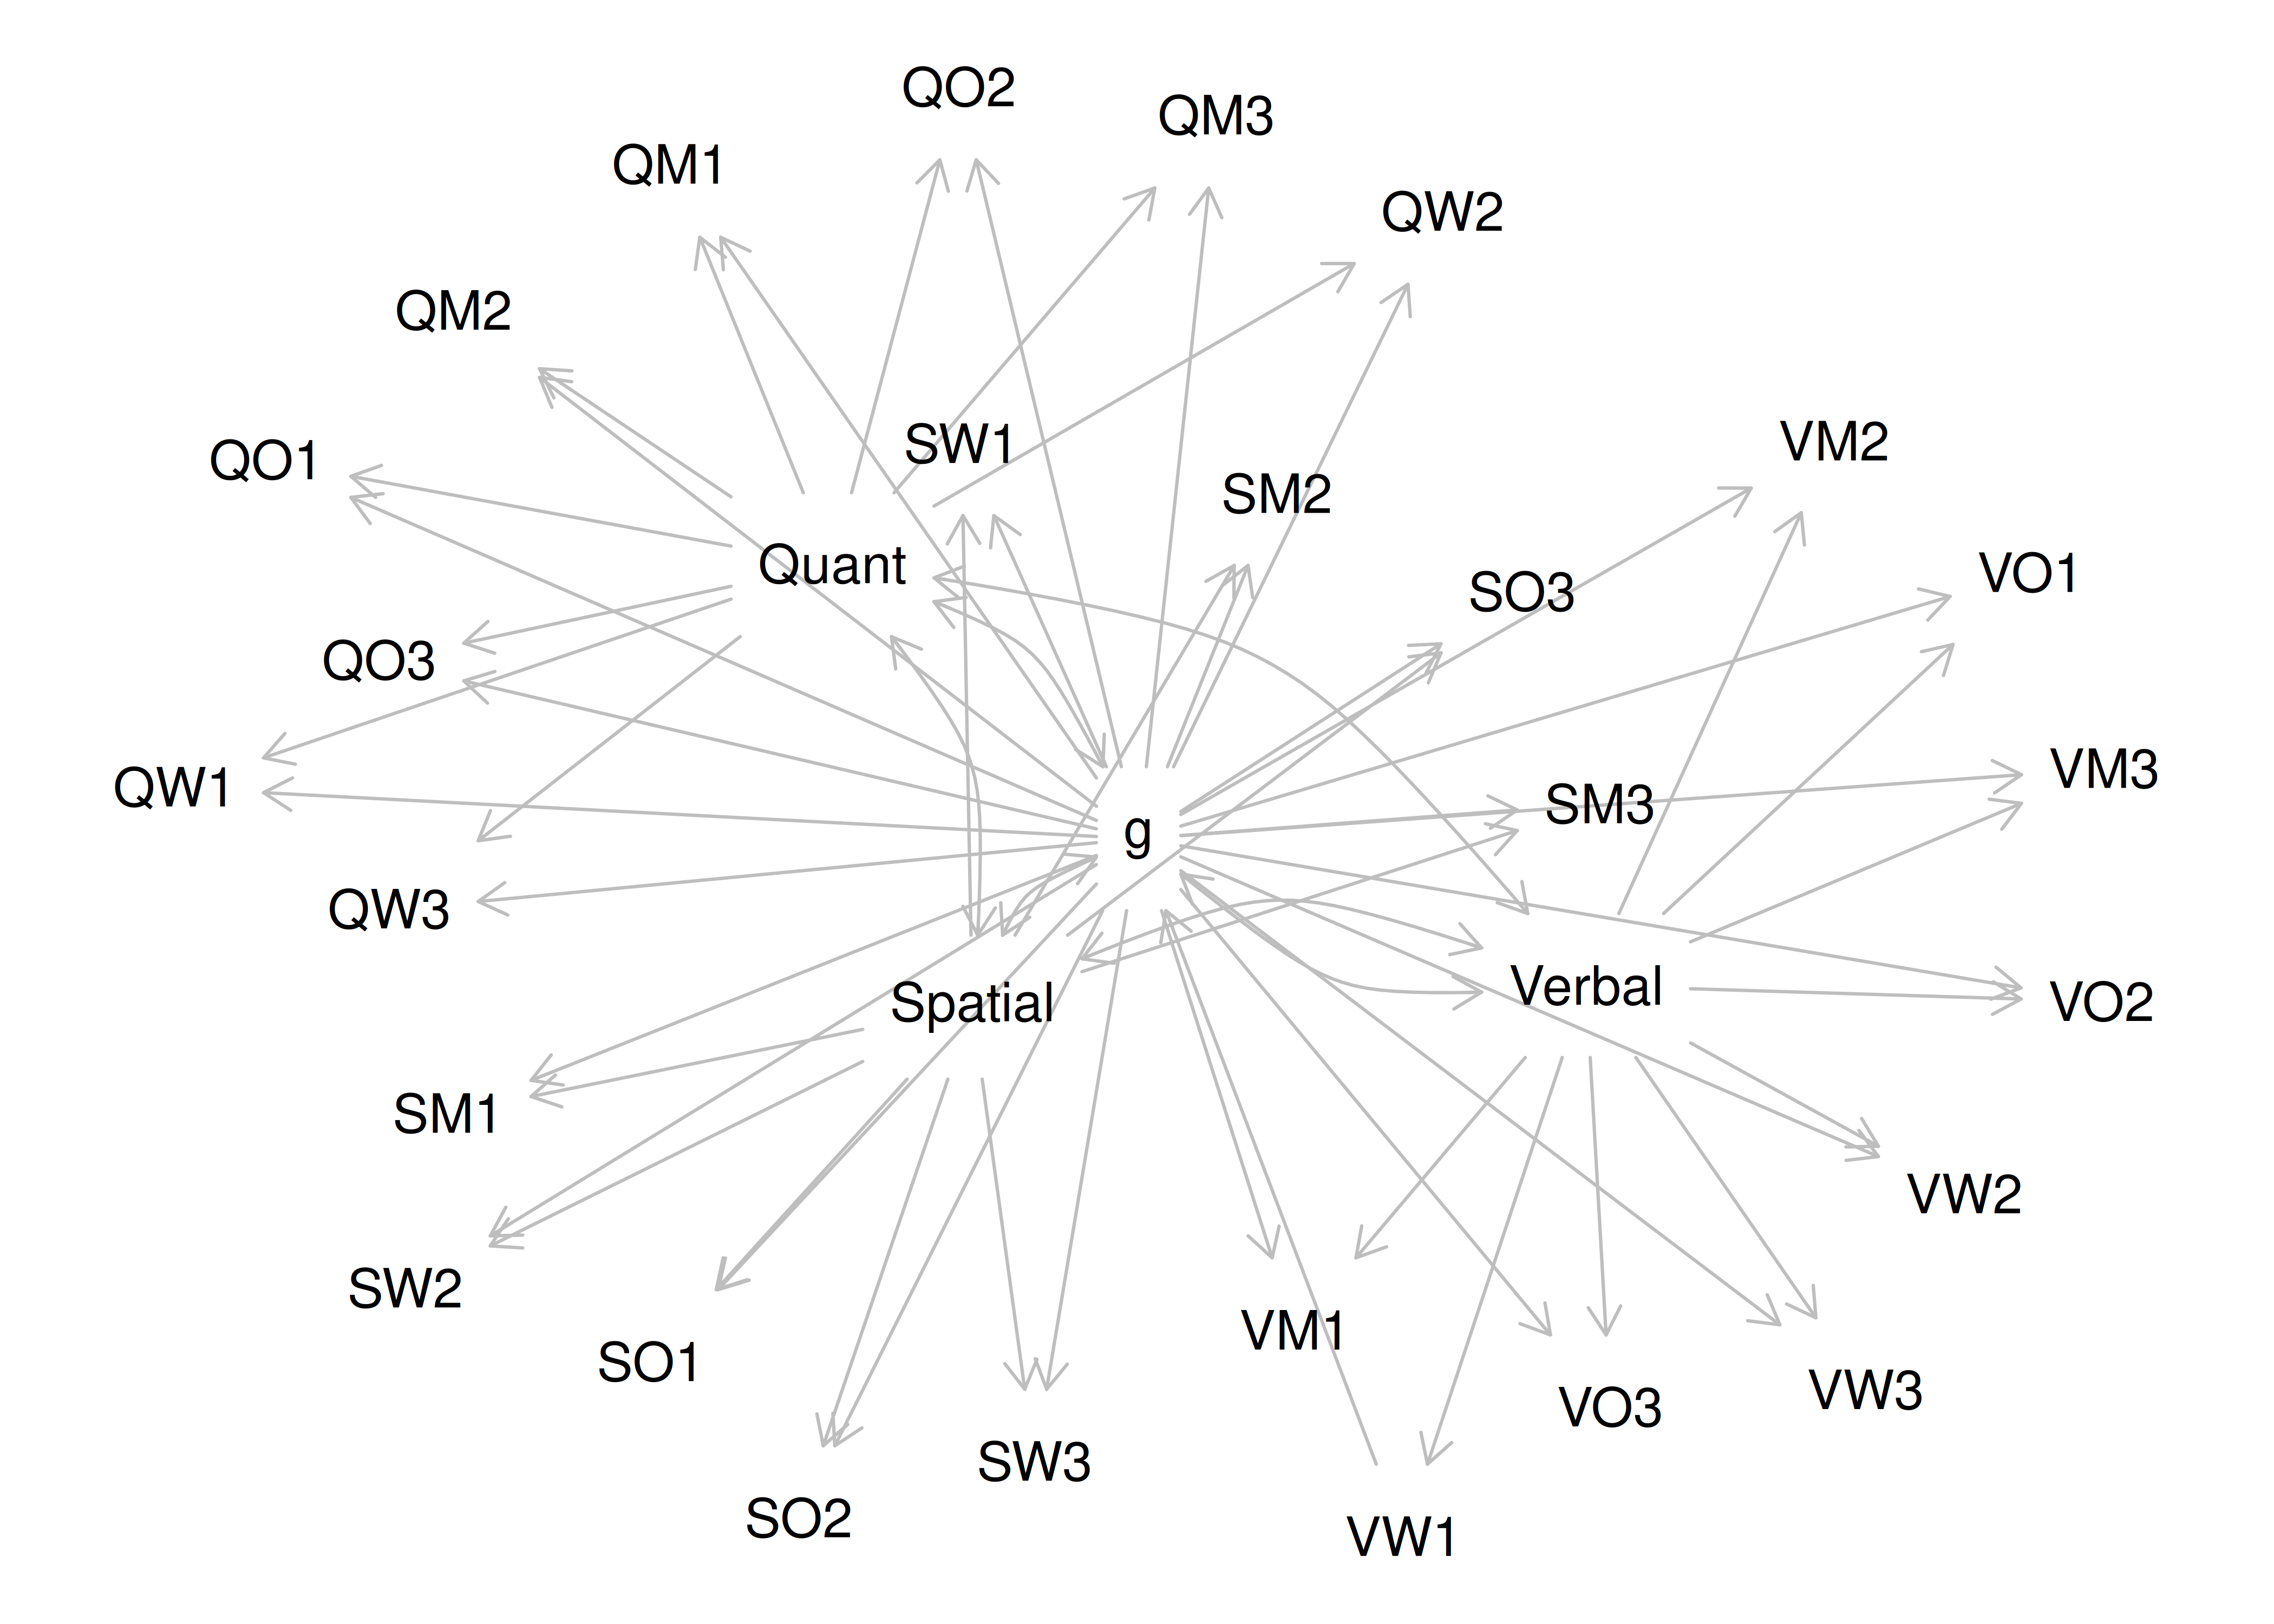 QO2
QM3
QM1
QW2
QM2
SW1
VM2
QO1
SM2
Quant
VO1
SO3
QO3
VM3
QW1
SM3
g
QW3
Verbal
Spatial
VO2
SM1
VW2
SW2
VM1
SO1
VW3
VO3
SW3
SO2
VW1